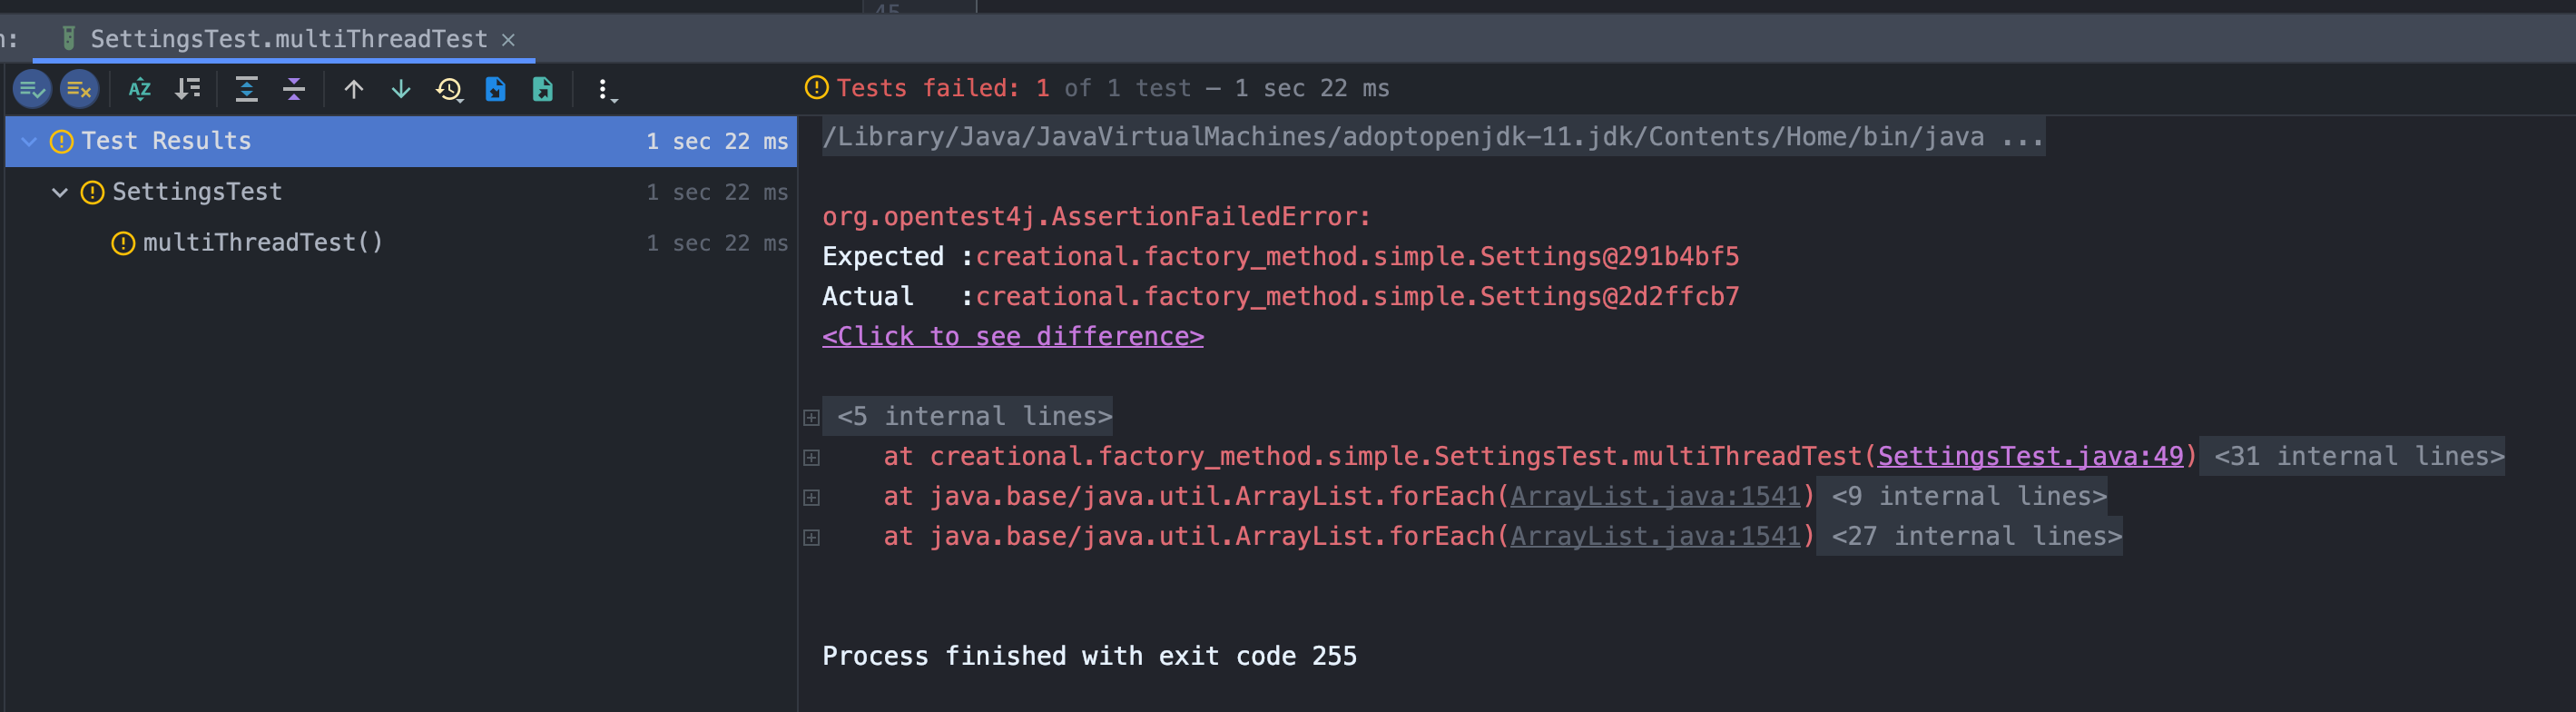 45
:
SettingsTest.multiThreadTest ×
Tests failed: 1 of 1 test – 1 sec 22 ms
Test Results 1 sec 22 ms
SettingsTest 1 sec 22 ms
multiThreadTest() 1 sec 22 ms
/Library/Java/JavaVirtualMachines/adoptopenjdk-11.jdk/Contents/Home/bin/java ...
org.opentest4j.AssertionFailedError:
Expected :creational.factory_method.simple.Settings@291b4bf5
Actual   :creational.factory_method.simple.Settings@2d2ffcb7
<Click to see difference>
<5 internal lines>
at creational.factory_method.simple.SettingsTest.multiThreadTest(SettingsTest.java:49) <31 internal lines>
at java.base/java.util.ArrayList.forEach(ArrayList.java:1541) <9 internal lines>
at java.base/java.util.ArrayList.forEach(ArrayList.java:1541) <27 internal lines>
Process finished with exit code 255